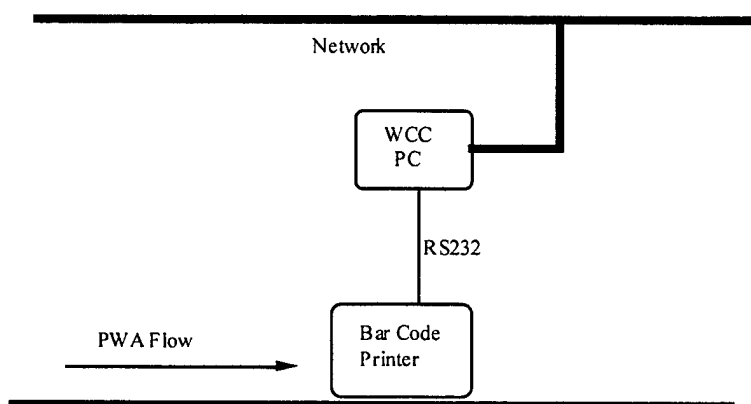 Network
WCC
PC
RS232
PWA Flow
Bar Code
Printer